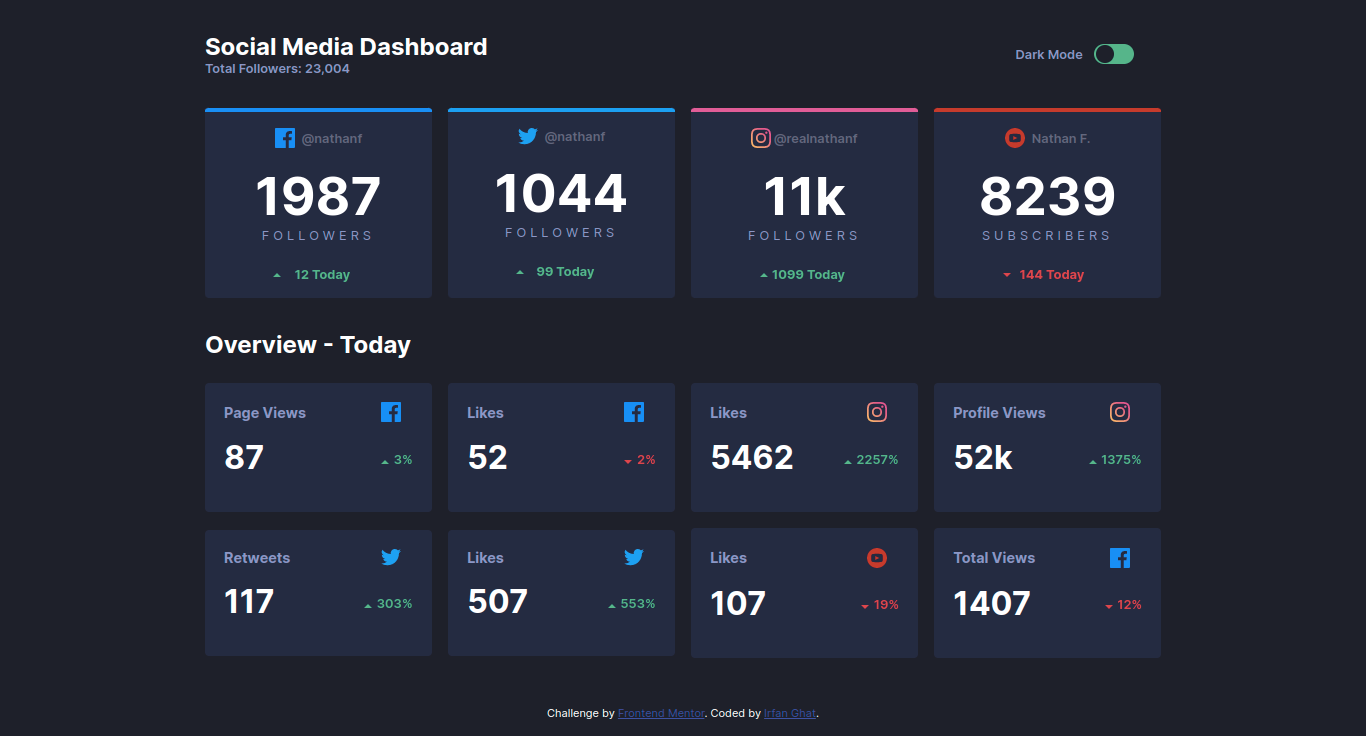 Social Media Dashboard
Total Followers: 23,004
Dark Mode
@nathanf
1987
FOLLOWERS
12 Today
@nathanf
1044
FOLLOWERS
99 Today
@realnathanf
11k
FOLLOWERS
1099 Today
Nathan F.
8239
SUBSCRIBERS
144 Today
Overview - Today
Page Views
87
3%
Likes
52
2%
Likes
5462
2257%
Profile Views
52k
1375%
Retweets
117
303%
Likes
507
553%
Likes
107
19%
Total Views
1407
12%
Challenge by Frontend Mentor. Coded by Irfan Ghat.